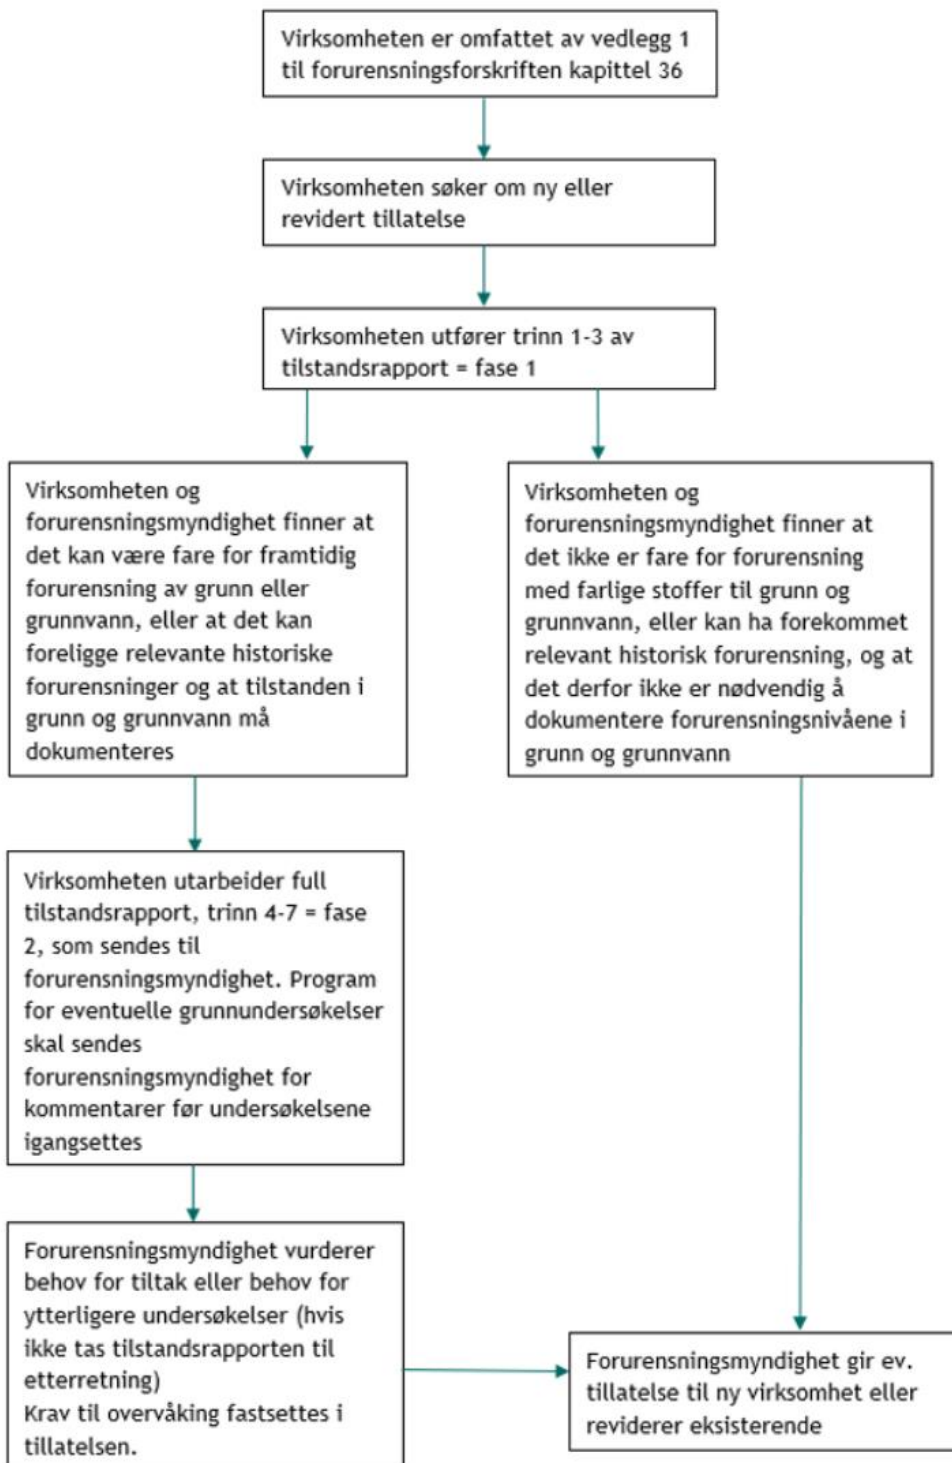 Virksomheten er omfattet av vedlegg 1
til forurensningsforskriften kapittel 36
Virksomheten søker om ny eller
revidert tillatelse
Virksomheten utfører trinn 1-3 av
tilstandsrapport = fase 1
Virksomheten og
forurensningsmyndighet finner at
det kan være fare for framtidig
forurensning av grunn eller
grunnvann, eller at det kan
foreligge relevante historiske
forurensninger og at tilstanden i
grunn og grunnvann må
dokumenteres
Virksomheten og
forurensningsmyndighet finner at
det ikke er fare for forurensning
med farlige stoffer til grunn og
grunnvann, eller kan ha forekommet
relevant historisk forurensning, og at
det derfor ikke er nødvendig å
dokumentere forurensningsnivåene i
grunn og grunnvann
Virksomheten utarbeider full
tilstandsrapport, trinn 4-7 = fase
2, som sendes til
forurensningsmyndighet. Program
for eventuelle grunnundersøkelser
skal sendes
forurensningsmyndighet for
kommentarer før undersøkelsene
igangsettes
Forurensningsmyndighet vurderer
behov for tiltak eller behov for
ytterligere undersøkelser (hvis
ikke tas tilstandsrapporten til
etterretning)
Krav til overvåking fastsettes i
tillatelsen.
Forurensningsmyndighet gir ev.
tillatelse til ny virksomhet eller
reviderer eksisterende